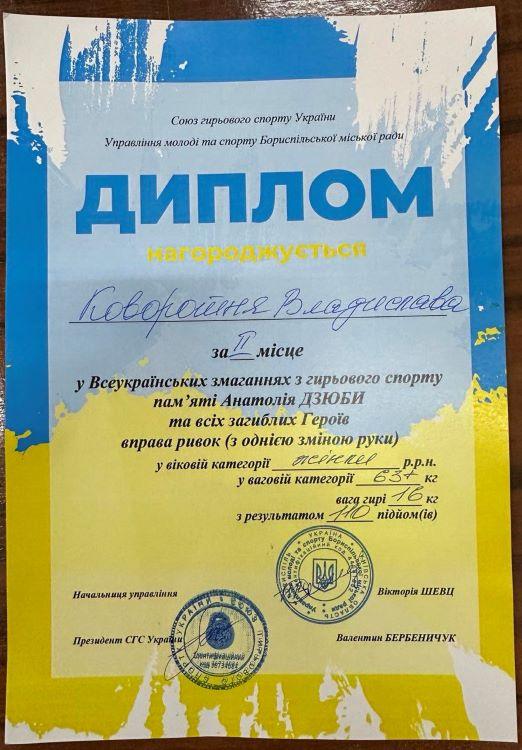 Союз гирьового спорту України
Управління молоді та спорту Бориспільської міської ради
ДИПЛОМ
нагороджується
Коворотня Владислава
за II місце
у Всеукраїнських змаганнях з гирьового спорту
пам’яті Анатолія ДЗЮБИ
та всіх загиблих Героїв
вправа ривок (з однією зміною руки)
у віковій категорії жінки р.р.н.
у ваговій категорії 63+ кг
вага гирі 16 кг
з результатом 110 підйом(ів)
Начальниця управління
Вікторія ШЕВЦ
Президент СГС України
Валентин БЕРБЕНИЧУК
УКРАЇНА